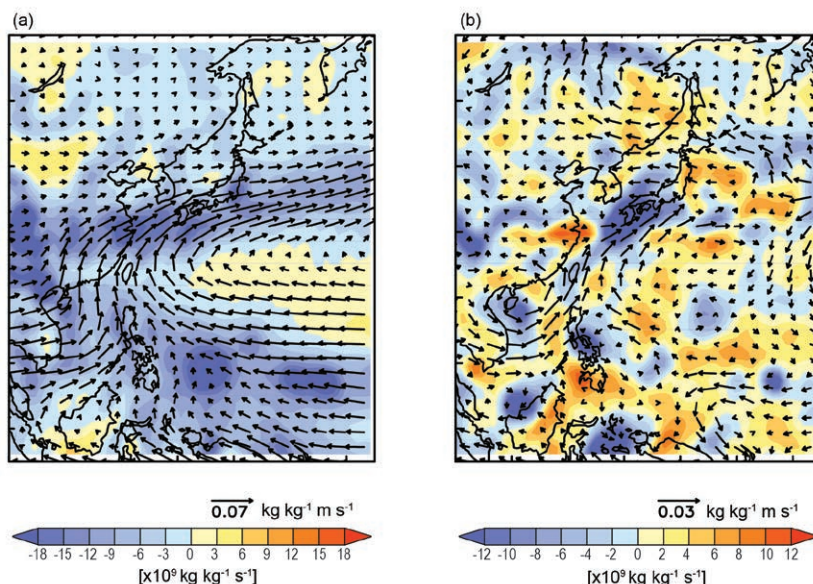 (a) (b)
0.07 kg kg⁻¹ m s⁻¹ 0.03 kg kg⁻¹ m s⁻¹
-18 -15 -12 -9 -6 -3 0 3 6 9 12 15 18 -12 -10 -8 -6 -4 -2 0 2 4 6 8 10 12
[x10⁹ kg kg⁻¹ s⁻¹] [x10⁹ kg kg⁻¹ s⁻¹]